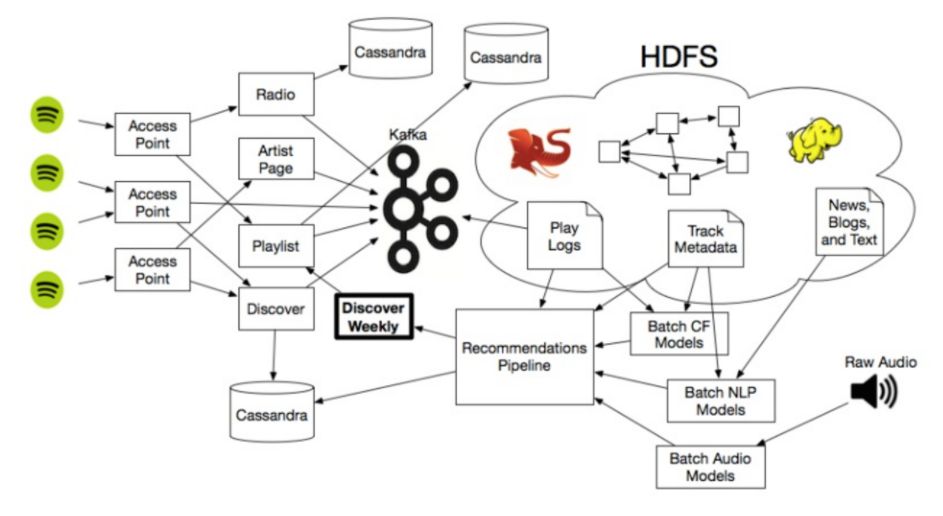 Cassandra
Cassandra
HDFS
Radio
Access
Point
Kafka
Artist
Page
Access
Point
Playlist
Play
Logs
Track
Metadata
News,
Blogs,
and Text
Access
Point
Discover
Discover
Weekly
Recommendations
Pipeline
Batch CF
Models
Raw Audio
Batch NLP
Models
Cassandra
Batch Audio
Models